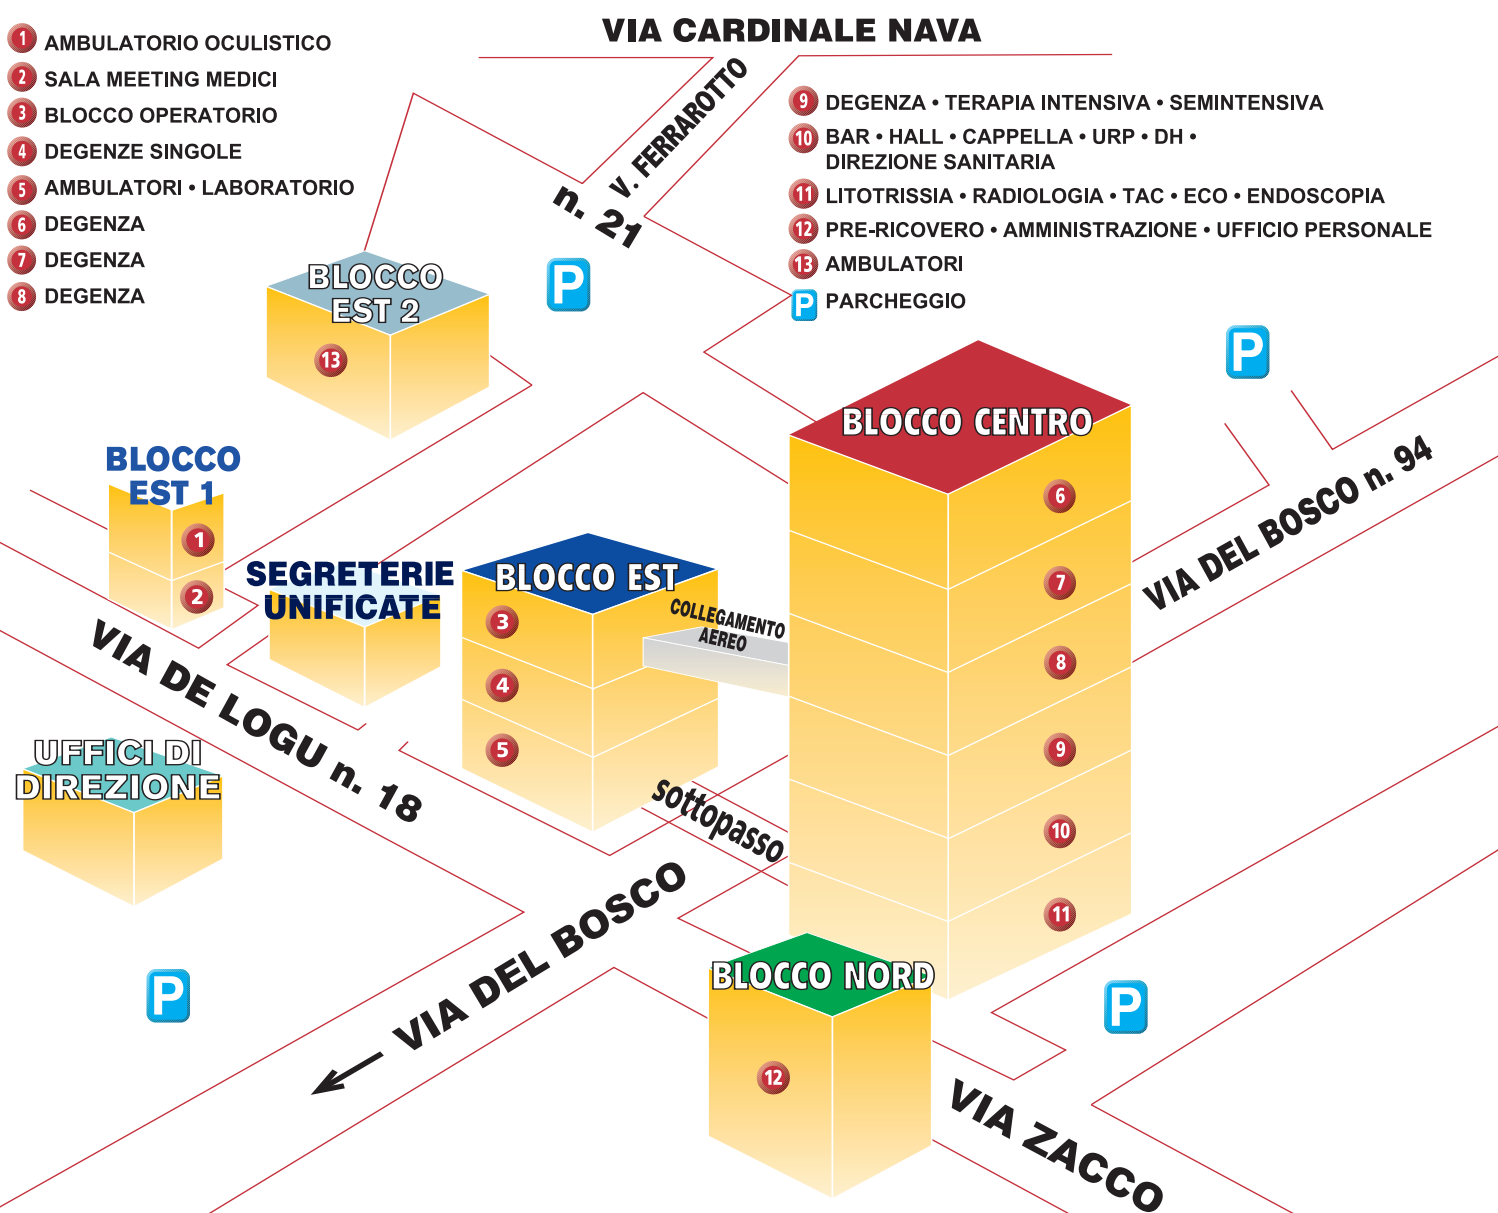 VIA CARDINALE NAVA
1 AMBULATORIO OCULISTICO
2 SALA MEETING MEDICI
3 BLOCCO OPERATORIO
4 DEGENZE SINGOLE
5 AMBULATORI • LABORATORIO
6 DEGENZA
7 DEGENZA
8 DEGENZA
V. FERRAROTTO
n. 21
9 DEGENZA • TERAPIA INTENSIVA • SEMINTENSIVA
10 BAR • HALL • CAPPELLA • URP • DH •
DIREZIONE SANITARIA
11 LITOTRISSIA • RADIOLOGIA • TAC • ECO • ENDOSCOPIA
12 PRE-RICOVERO • AMMINISTRAZIONE • UFFICIO PERSONALE
13 AMBULATORI
P PARCHEGGIO
P
BLOCCO
EST 2
13
P
BLOCCO CENTRO
6
7
8
9
10
11
VIA DEL BOSCO n. 94
BLOCCO
EST 1
1
2
SEGRETERIE
UNIFICATE
BLOCCO EST
3
4
5
COLLEGAMENTO
AEREO
VIA DE LOGU n. 18
UFFICI DI
DIREZIONE
sottopasso
VIA DEL BOSCO
P
BLOCCO NORD
12
P
VIA ZACCO